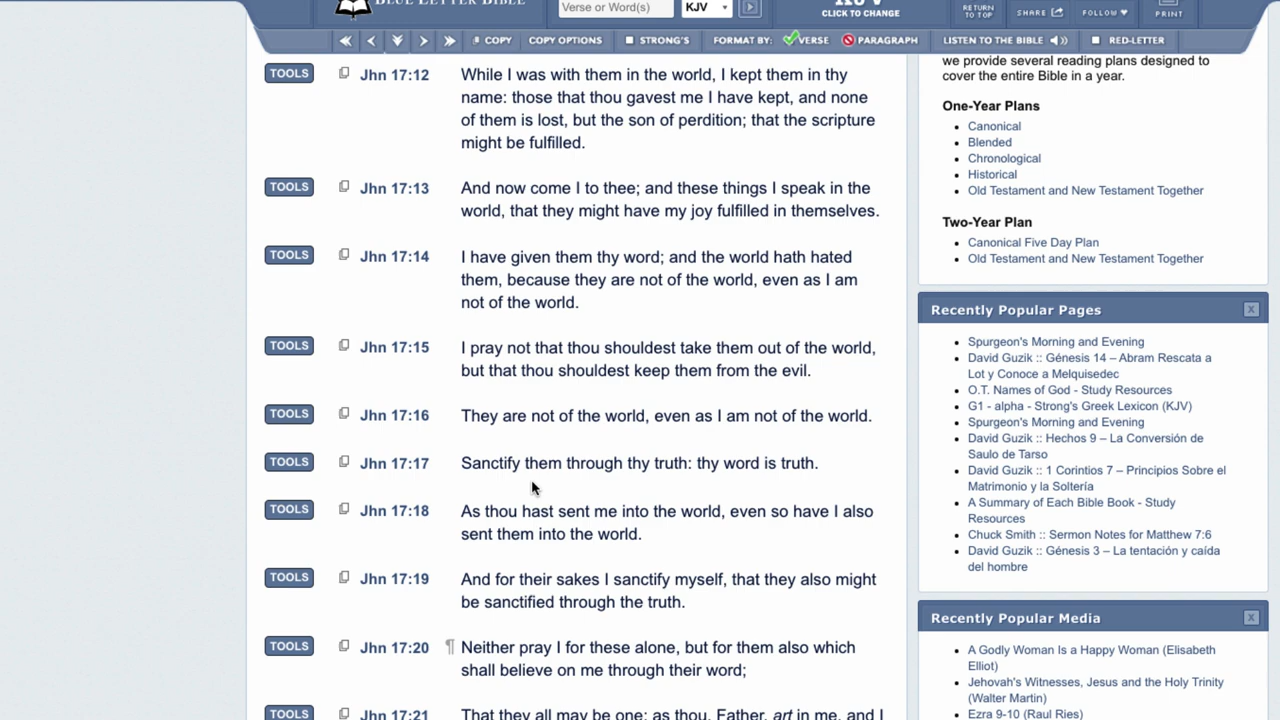 BLUE LETTER BIBLE
Verse or Word(s)
KJV
KJV
CLICK TO CHANGE
RETURN
TO TOP
SHARE
FOLLOW
PRINT
COPY
COPY OPTIONS
STRONG'S
FORMAT BY:
VERSE
PARAGRAPH
LISTEN TO THE BIBLE
RED-LETTER
TOOLS Jhn 17:12 While I was with them in the world, I kept them in thy
name: those that thou gavest me I have kept, and none
of them is lost, but the son of perdition; that the scripture
might be fulfilled.
TOOLS Jhn 17:13 And now come I to thee; and these things I speak in the
world, that they might have my joy fulfilled in themselves.
TOOLS Jhn 17:14 I have given them thy word; and the world hath hated
them, because they are not of the world, even as I am
not of the world.
TOOLS Jhn 17:15 I pray not that thou shouldest take them out of the world,
but that thou shouldest keep them from the evil.
TOOLS Jhn 17:16 They are not of the world, even as I am not of the world.
TOOLS Jhn 17:17 Sanctify them through thy truth: thy word is truth.
TOOLS Jhn 17:18 As thou hast sent me into the world, even so have I also
sent them into the world.
TOOLS Jhn 17:19 And for their sakes I sanctify myself, that they also might
be sanctified through the truth.
TOOLS Jhn 17:20 ¶ Neither pray I for these alone, but for them also which
shall believe on me through their word;
TOOLS Jhn 17:21 That they all may be one; as thou, Father, art in me, and I
we provide several reading plans designed to
cover the entire Bible in a year.
One-Year Plans
Canonical
Blended
Chronological
Historical
Old Testament and New Testament Together
Two-Year Plan
Canonical Five Day Plan
Old Testament and New Testament Together
Recently Popular Pages
Spurgeon's Morning and Evening
David Guzik :: Génesis 14 – Abram Rescata a
Lot y Conoce a Melquisedec
O.T. Names of God - Study Resources
G1 - alpha - Strong's Greek Lexicon (KJV)
Spurgeon's Morning and Evening
David Guzik :: Hechos 9 – La Conversión de
Saulo de Tarso
David Guzik :: 1 Corintios 7 – Principios Sobre el
Matrimonio y la Soltería
A Summary of Each Bible Book - Study
Resources
Chuck Smith :: Sermon Notes for Matthew 7:6
David Guzik :: Génesis 3 – La tentación y caída
del hombre
Recently Popular Media
A Godly Woman Is a Happy Woman (Elisabeth
Elliot)
Jehovah's Witnesses, Jesus and the Holy Trinity
(Walter Martin)
Ezra 9-10 (Raul Ries)